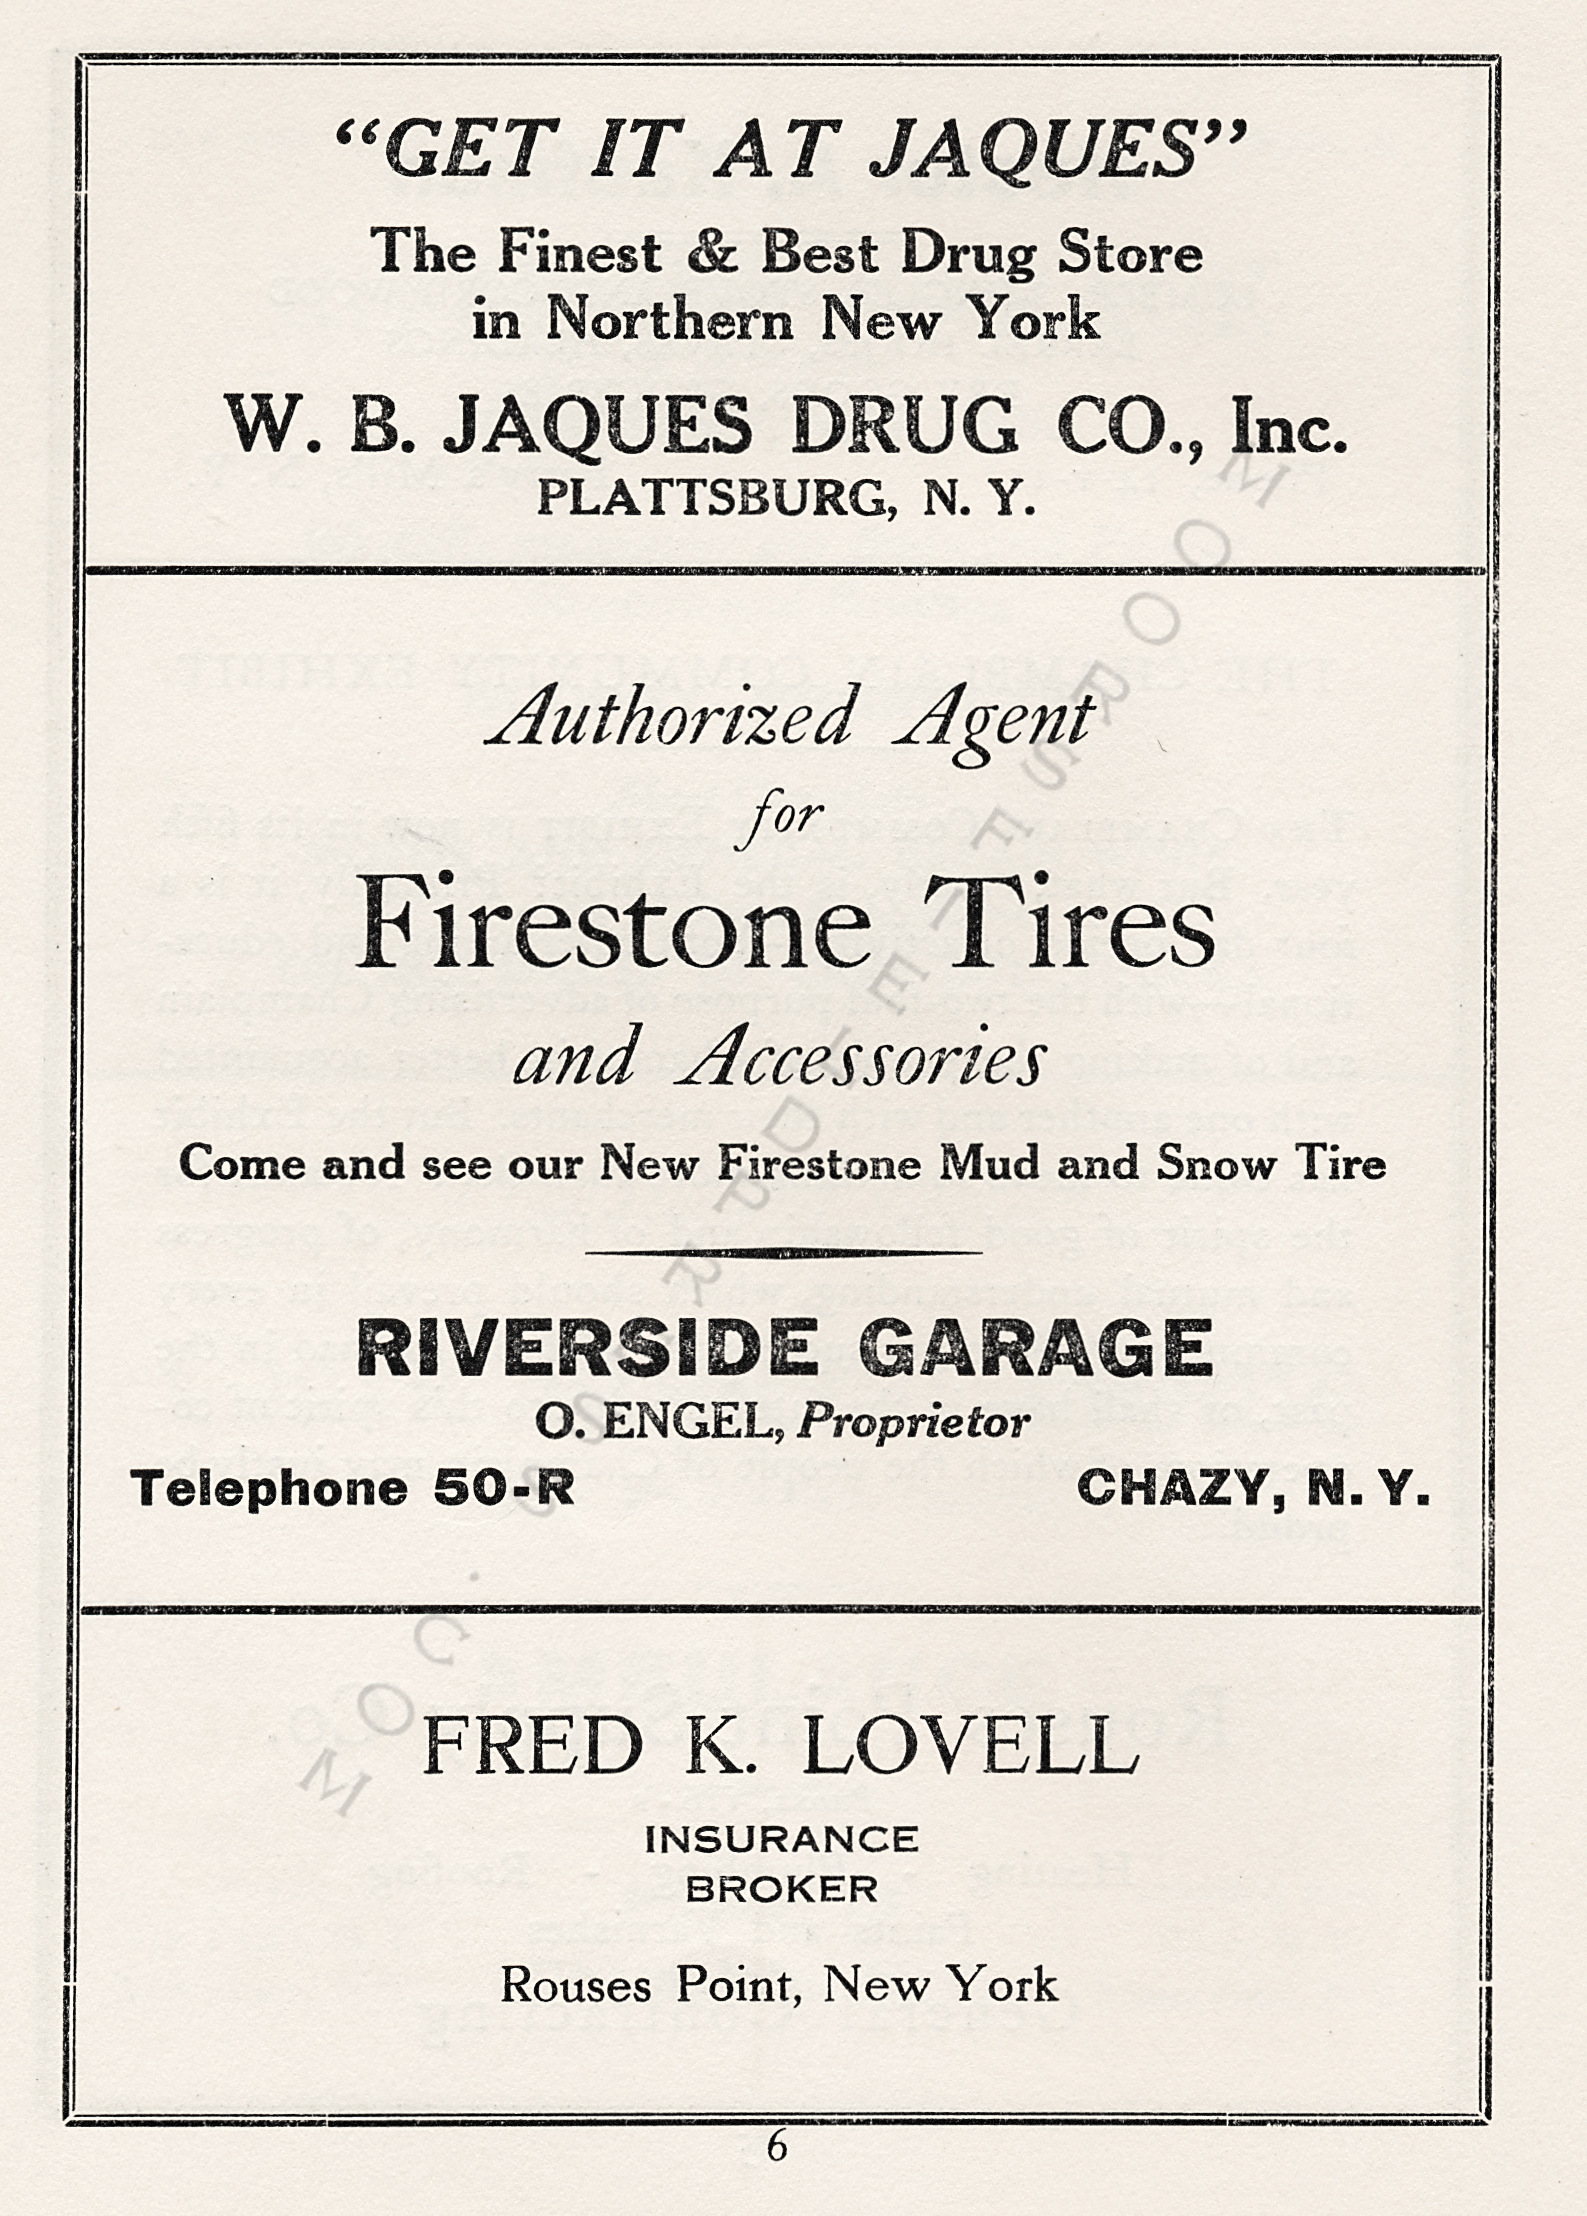 “GET IT AT JAQUES”
The Finest & Best Drug Store
in Northern New York
W. B. JAQUES DRUG CO., Inc.
PLATTSBURG, N. Y.
Authorized Agent
for
Firestone Tires
and Accessories
Come and see our New Firestone Mud and Snow Tire
RIVERSIDE GARAGE
O. ENGEL, Proprietor
Telephone 50-R CHAZY, N. Y.
FRED K. LOVELL
INSURANCE
BROKER
Rouses Point, New York
6